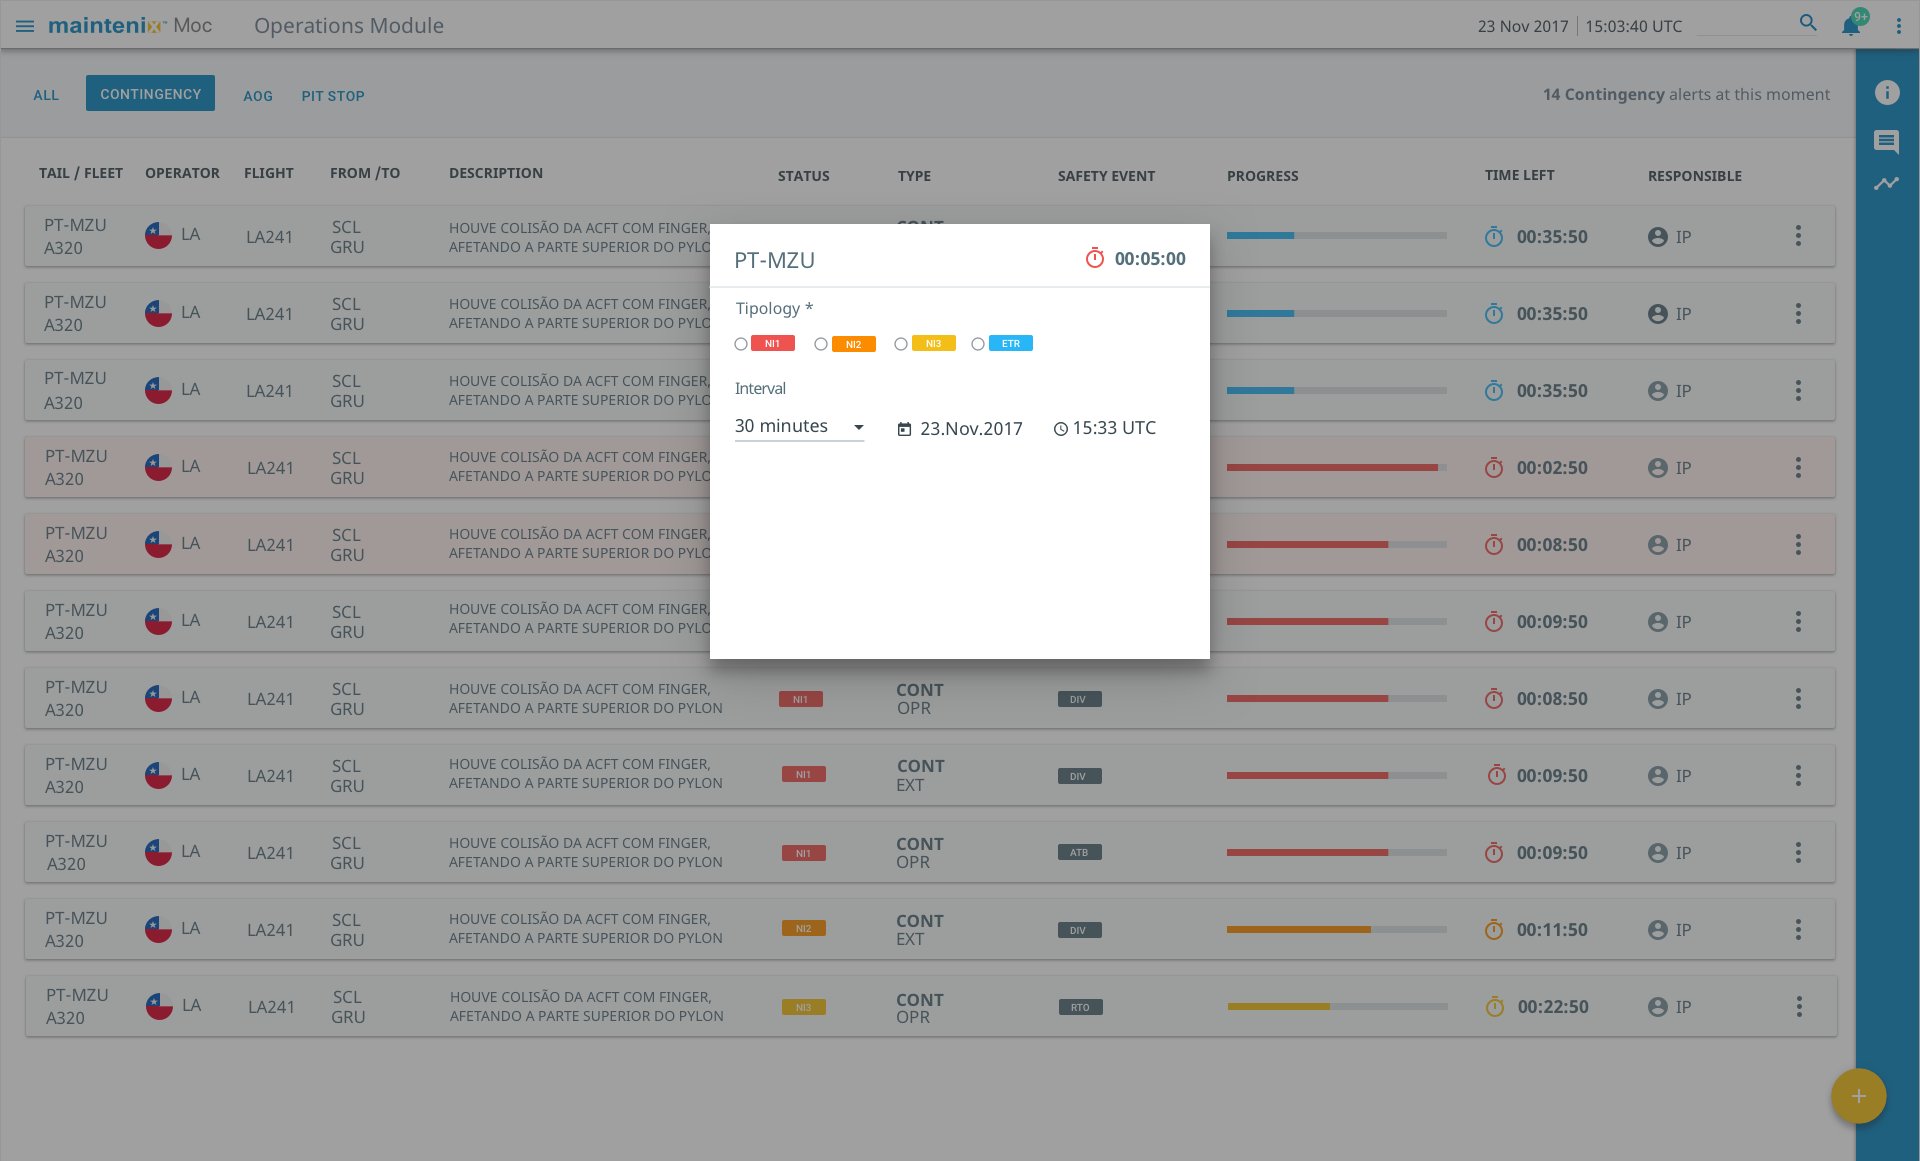 maintenix™ Moc
Operations Module
23 Nov 2017 | 15:03:40 UTC
9+
ALL
CONTINGENCY
AOG
PIT STOP
14 Contingency alerts at this moment
TAIL / FLEET OPERATOR FLIGHT FROM /TO DESCRIPTION STATUS TYPE SAFETY EVENT PROGRESS TIME LEFT RESPONSIBLE
PT-MZU SCL HOUVE COLISÃO DA ACFT COM FINGER, CONT
A320 LA LA241 GRU AFETANDO A PARTE SUPERIOR DO PYLO 00:35:50 IP
PT-MZU SCL HOUVE COLISÃO DA ACFT COM FINGER,
A320 LA LA241 GRU AFETANDO A PARTE SUPERIOR DO PYLO 00:35:50 IP
PT-MZU SCL HOUVE COLISÃO DA ACFT COM FINGER,
A320 LA LA241 GRU AFETANDO A PARTE SUPERIOR DO PYLO 00:35:50 IP
PT-MZU SCL HOUVE COLISÃO DA ACFT COM FINGER,
A320 LA LA241 GRU AFETANDO A PARTE SUPERIOR DO PYLO 00:02:50 IP
PT-MZU SCL HOUVE COLISÃO DA ACFT COM FINGER,
A320 LA LA241 GRU AFETANDO A PARTE SUPERIOR DO PYLO 00:08:50 IP
PT-MZU SCL HOUVE COLISÃO DA ACFT COM FINGER,
A320 LA LA241 GRU AFETANDO A PARTE SUPERIOR DO PYLO 00:09:50 IP
PT-MZU SCL HOUVE COLISÃO DA ACFT COM FINGER, CONT
A320 LA LA241 GRU AFETANDO A PARTE SUPERIOR DO PYLON NI1 OPR DIV 00:08:50 IP
PT-MZU SCL HOUVE COLISÃO DA ACFT COM FINGER, CONT
A320 LA LA241 GRU AFETANDO A PARTE SUPERIOR DO PYLON NI1 EXT DIV 00:09:50 IP
PT-MZU SCL HOUVE COLISÃO DA ACFT COM FINGER, CONT
A320 LA LA241 GRU AFETANDO A PARTE SUPERIOR DO PYLON NI1 OPR ATB 00:09:50 IP
PT-MZU SCL HOUVE COLISÃO DA ACFT COM FINGER, CONT
A320 LA LA241 GRU AFETANDO A PARTE SUPERIOR DO PYLON NI2 EXT DIV 00:11:50 IP
PT-MZU SCL HOUVE COLISÃO DA ACFT COM FINGER, CONT
A320 LA LA241 GRU AFETANDO A PARTE SUPERIOR DO PYLON NI3 OPR RTO 00:22:50 IP
PT-MZU 00:05:00
Tipology *
NI1 NI2 NI3 ETR
Interval
30 minutes 23.Nov.2017 15:33 UTC